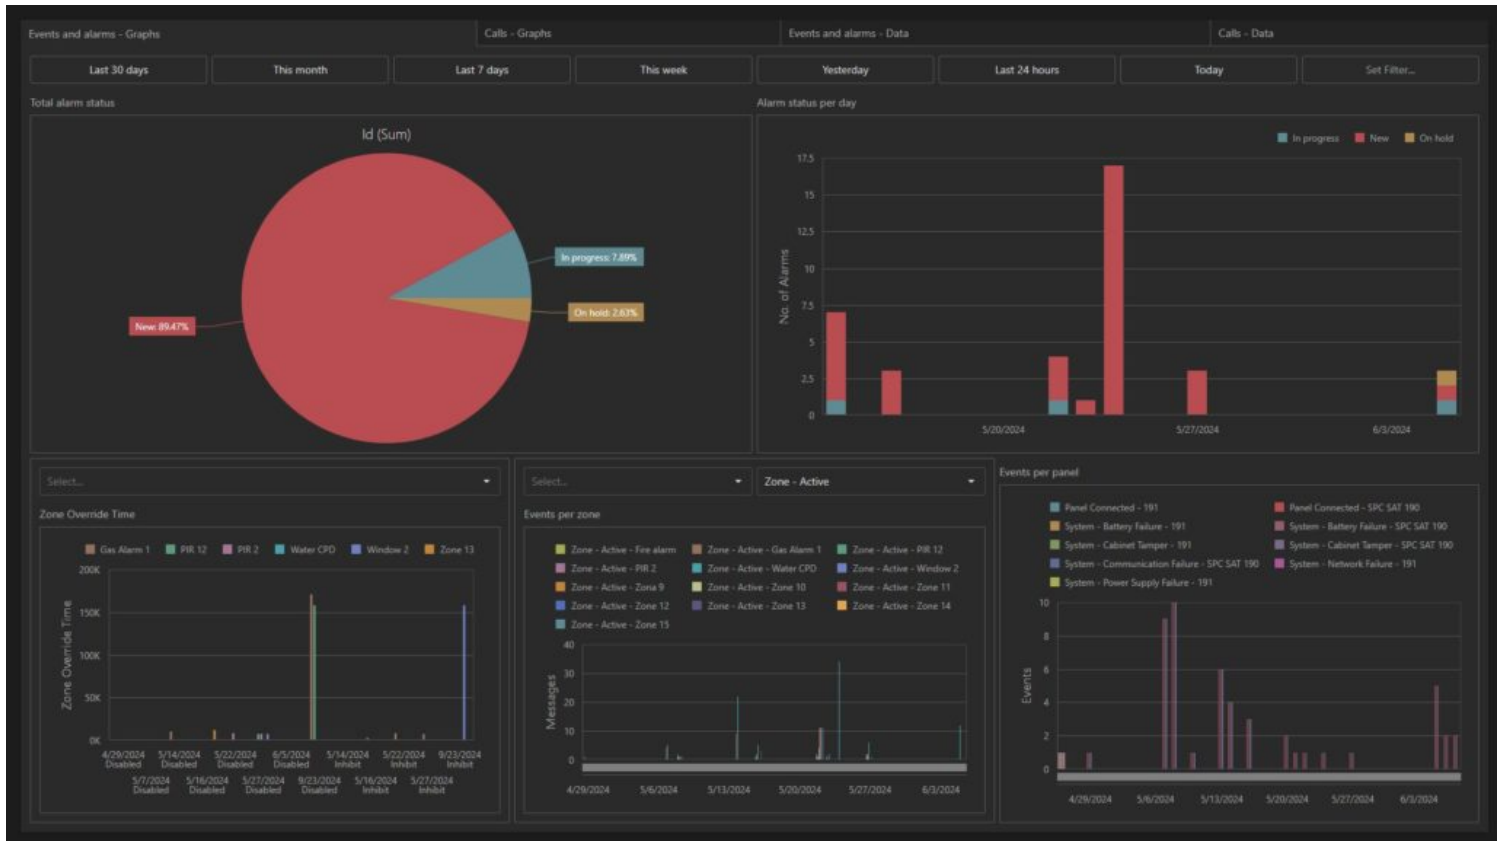 Events and alarms - Graphs
Calls - Graphs
Events and alarms - Data
Calls - Data
Last 30 days
This month
Last 7 days
This week
Yesterday
Last 24 hours
Today
Set Filter...
Total alarm status
Id (Sum)
In progress: 7.89%
On hold: 2.63%
New: 89.47%
Alarm status per day
In progress New On hold
17.5
15
12.5
10
7.5
5
2.5
0
No. of Alarms
5/20/2024 5/27/2024 6/3/2024
Select...
Zone Override Time
Gas Alarm 1 PIR 12 PIR 2 Water CPD Window 2 Zone 13
200K
150K
100K
50K
0K
Zone Override Time
4/29/2024 5/14/2024 5/22/2024 6/5/2024 5/14/2024 5/22/2024 9/23/2024
Disabled Disabled Disabled Disabled Inhibit Inhibit Inhibit
5/7/2024 5/16/2024 5/27/2024 9/23/2024 5/16/2024 5/27/2024
Disabled Disabled Disabled Disabled Inhibit Inhibit
Select...
Zone - Active
Events per zone
Zone - Active - Fire alarm Zone - Active - Gas Alarm 1 Zone - Active - PIR 12
Zone - Active - PIR 2 Zone - Active - Water CPD Zone - Active - Window 2
Zone - Active - Zona 9 Zone - Active - Zone 10 Zone - Active - Zone 11
Zone - Active - Zone 12 Zone - Active - Zone 13 Zone - Active - Zone 14
Zone - Active - Zone 15
40
30
20
10
0
Messages
4/29/2024 5/6/2024 5/13/2024 5/20/2024 5/27/2024 6/3/2024
Events per panel
Panel Connected - 191 Panel Connected - SPC SAT 190
System - Battery Failure - 191 System - Battery Failure - SPC SAT 190
System - Cabinet Tamper - 191 System - Cabinet Tamper - SPC SAT 190
System - Communication Failure - SPC SAT 190 System - Network Failure - 191
System - Power Supply Failure - 191
10
8
6
4
2
0
Events
4/29/2024 5/6/2024 5/13/2024 5/20/2024 5/27/2024 6/3/2024